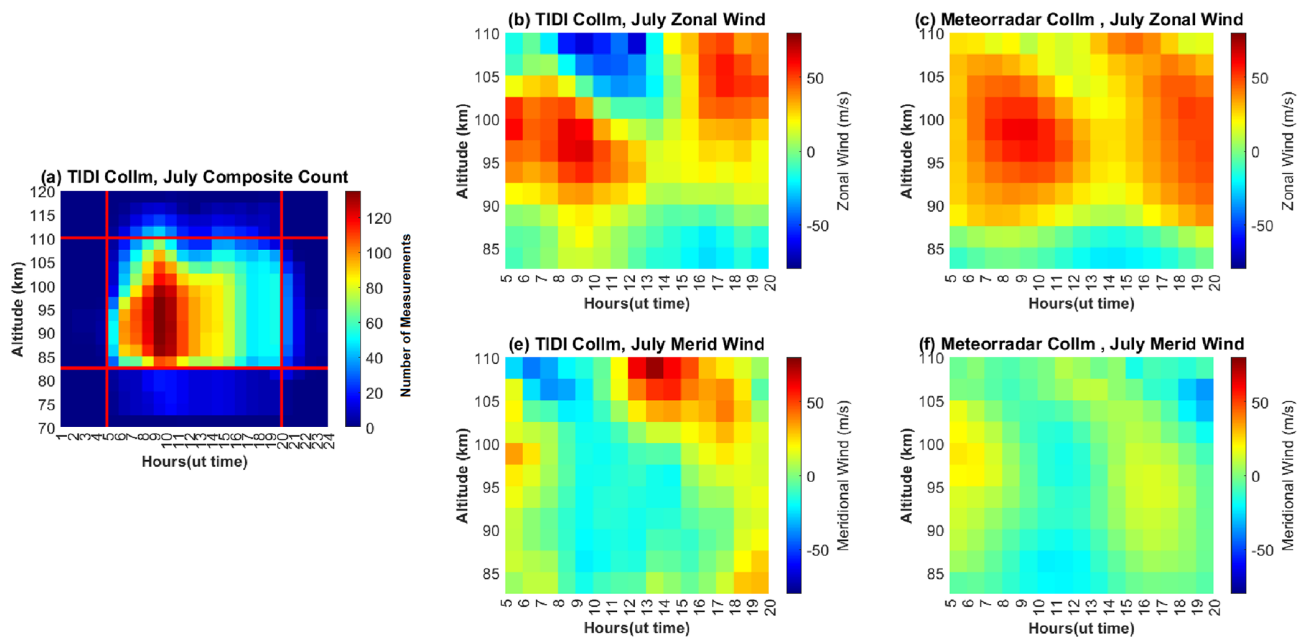 (a) TIDI Collm, July Composite Count
120
115
110
105
100
95
90
85
80
75
70
Altitude (km)
1 2 3 4 5 6 7 8 9 10 11 12 13 14 15 16 17 18 19 20 21 22 23 24
Hours(ut time)
120
100
80
60
40
20
0
Number of Measurements
(b) TIDI Collm, July Zonal Wind
110
105
100
95
90
85
Altitude (km)
5 6 7 8 9 10 11 12 13 14 15 16 17 18 19 20
50
0
-50
Zonal Wind (m/s)
(c) Meteorradar Collm , July Zonal Wind
110
105
100
95
90
85
Altitude (km)
5 6 7 8 9 10 11 12 13 14 15 16 17 18 19 20
50
0
-50
Zonal Wind (m/s)
(e) TIDI Collm, July Merid Wind
110
105
100
95
90
85
Altitude (km)
5 6 7 8 9 10 11 12 13 14 15 16 17 18 19 20
Hours(ut time)
50
0
-50
Meridional Wind (m/s)
(f) Meteorradar Collm , July Merid Wind
110
105
100
95
90
85
Altitude (km)
5 6 7 8 9 10 11 12 13 14 15 16 17 18 19 20
Hours(ut time)
50
0
-50
Meridional Wind (m/s)